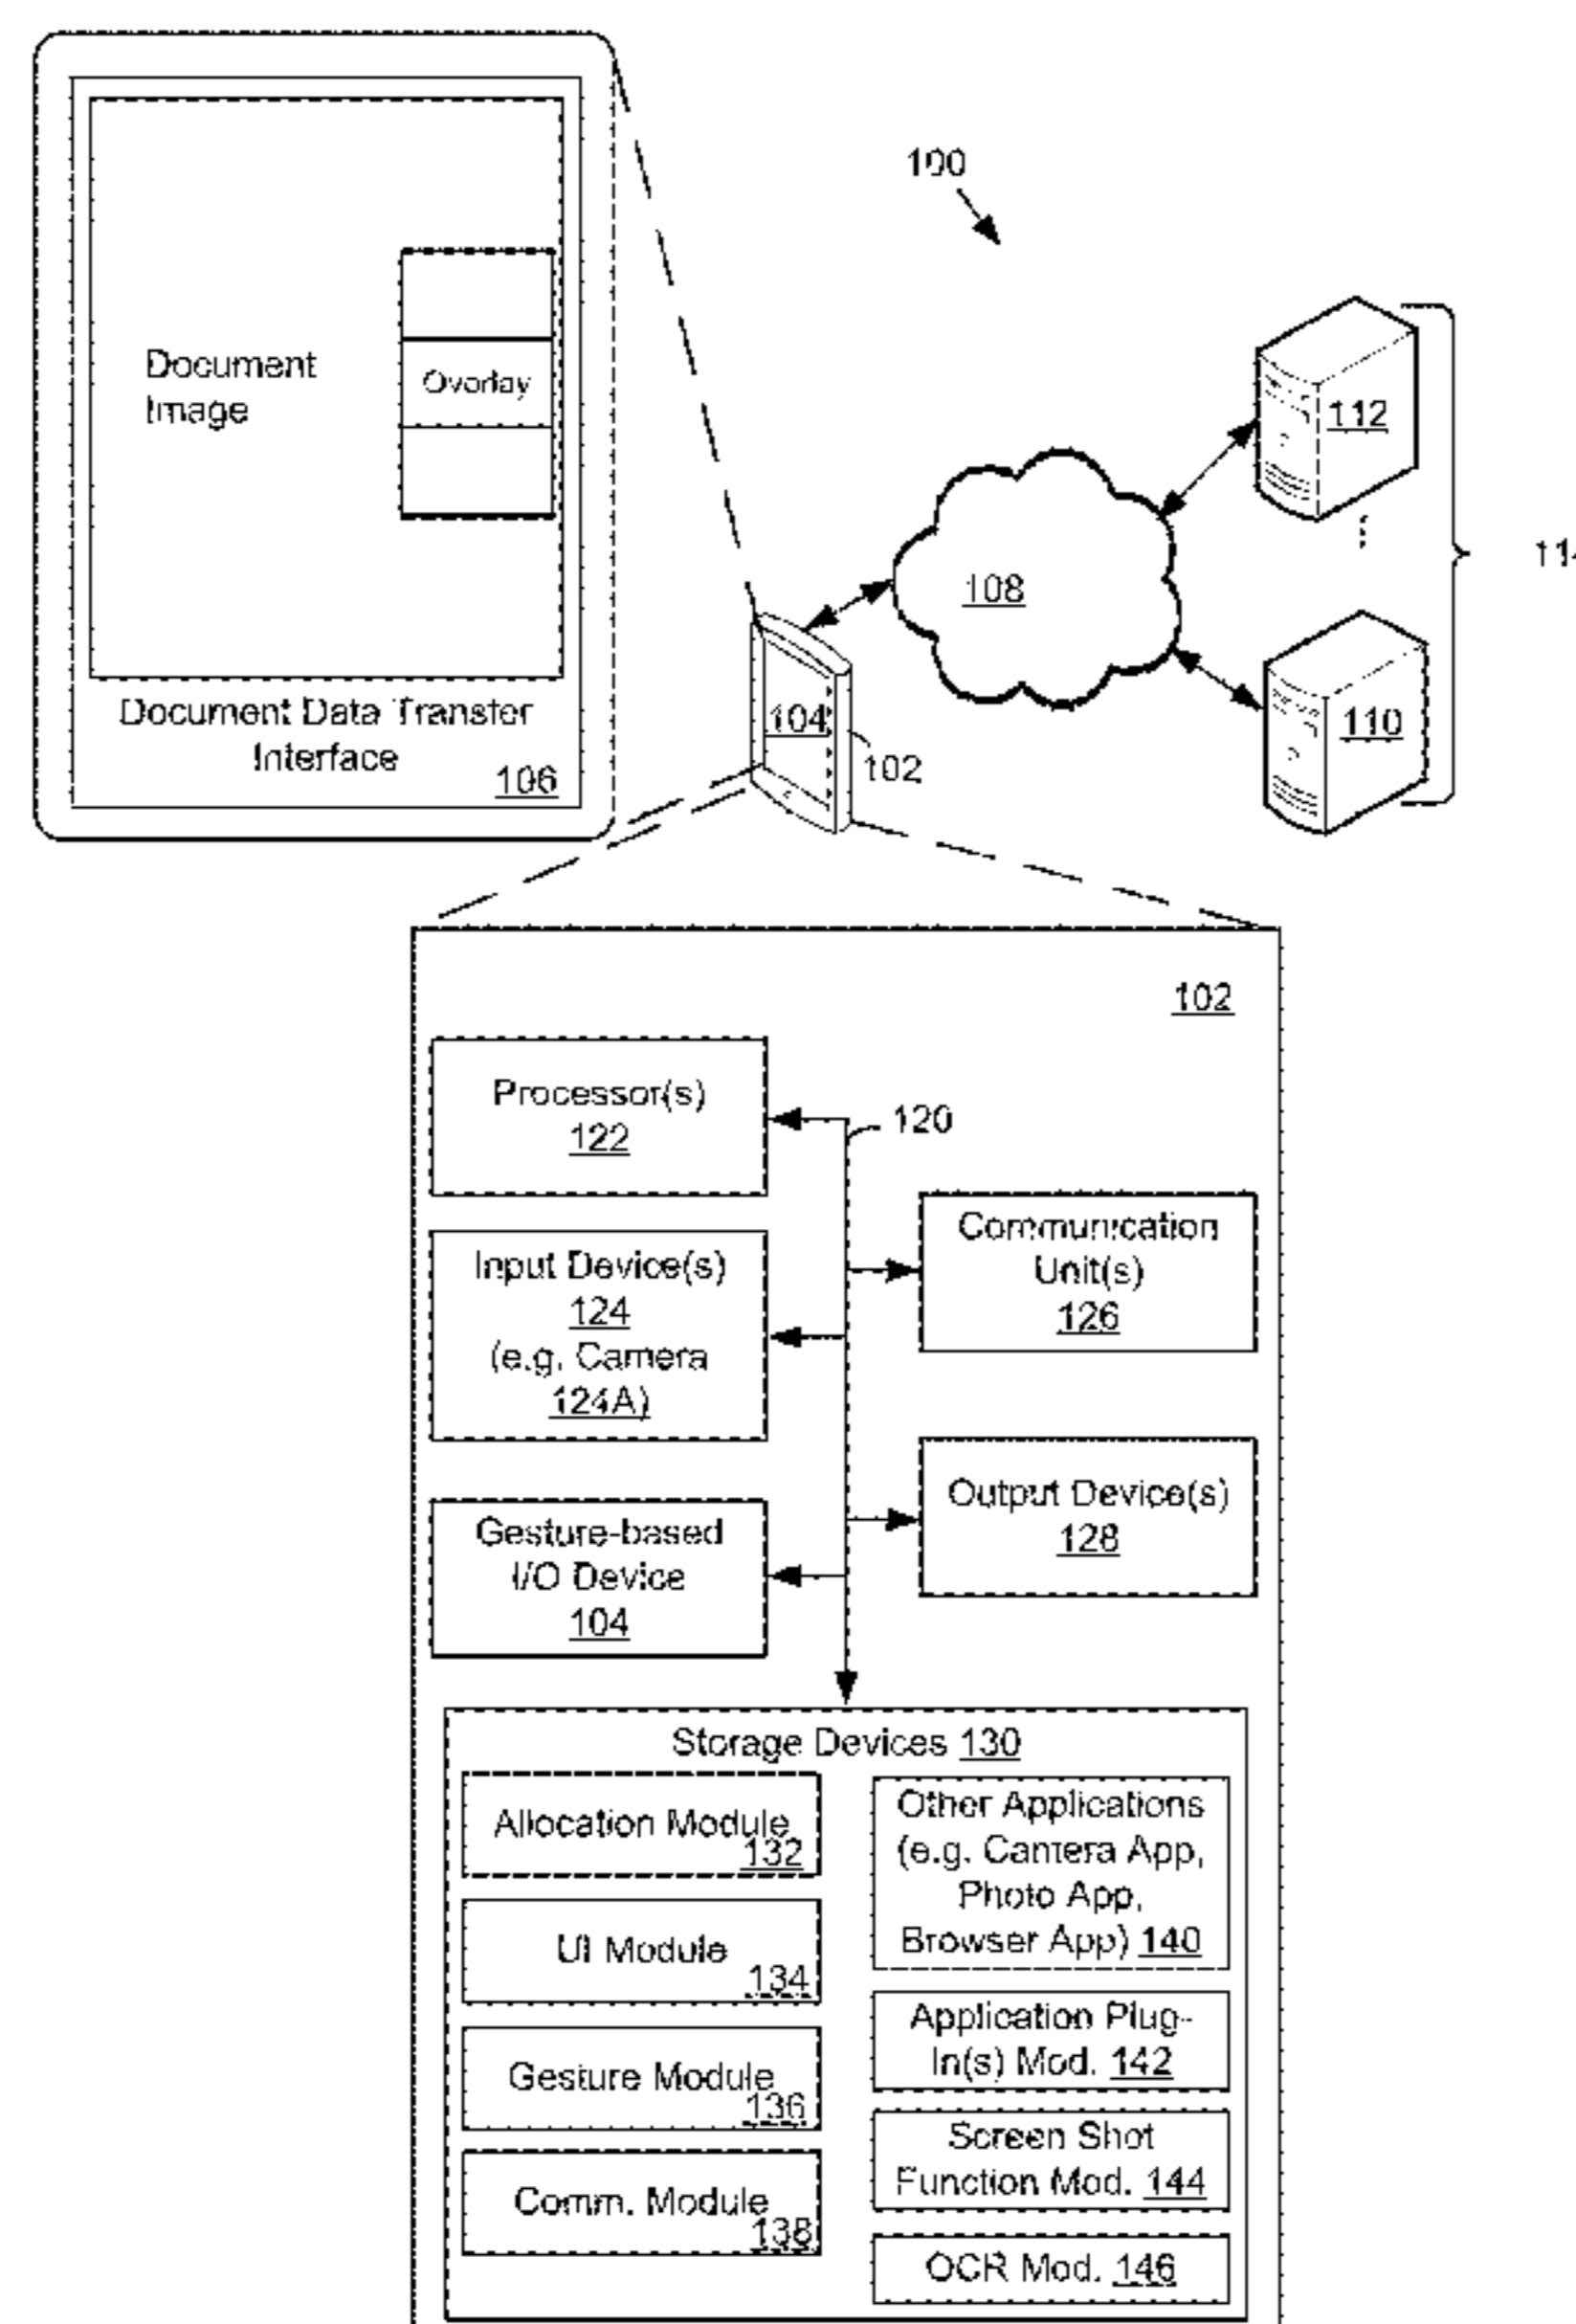 100
Document
Image
Overlay
112
108
110
104
102
Document Data Transfer
Interface
106
102
Processor(s)
122
120
Communication
Unit(s)
126
Input Device(s)
124
(e.g. Camera
124A)
Output Device(s)
128
Gesture-based
I/O Device
104
Storage Devices 130
Allocation Module
132
UI Module
134
Gesture Module
136
Comm. Module
138
Other Applications
(e.g. Camera App,
Photo App,
Browser App) 140
Application Plug-
In(s) Mod. 142
Screen Shot
Function Mod. 144
OCR Mod. 146